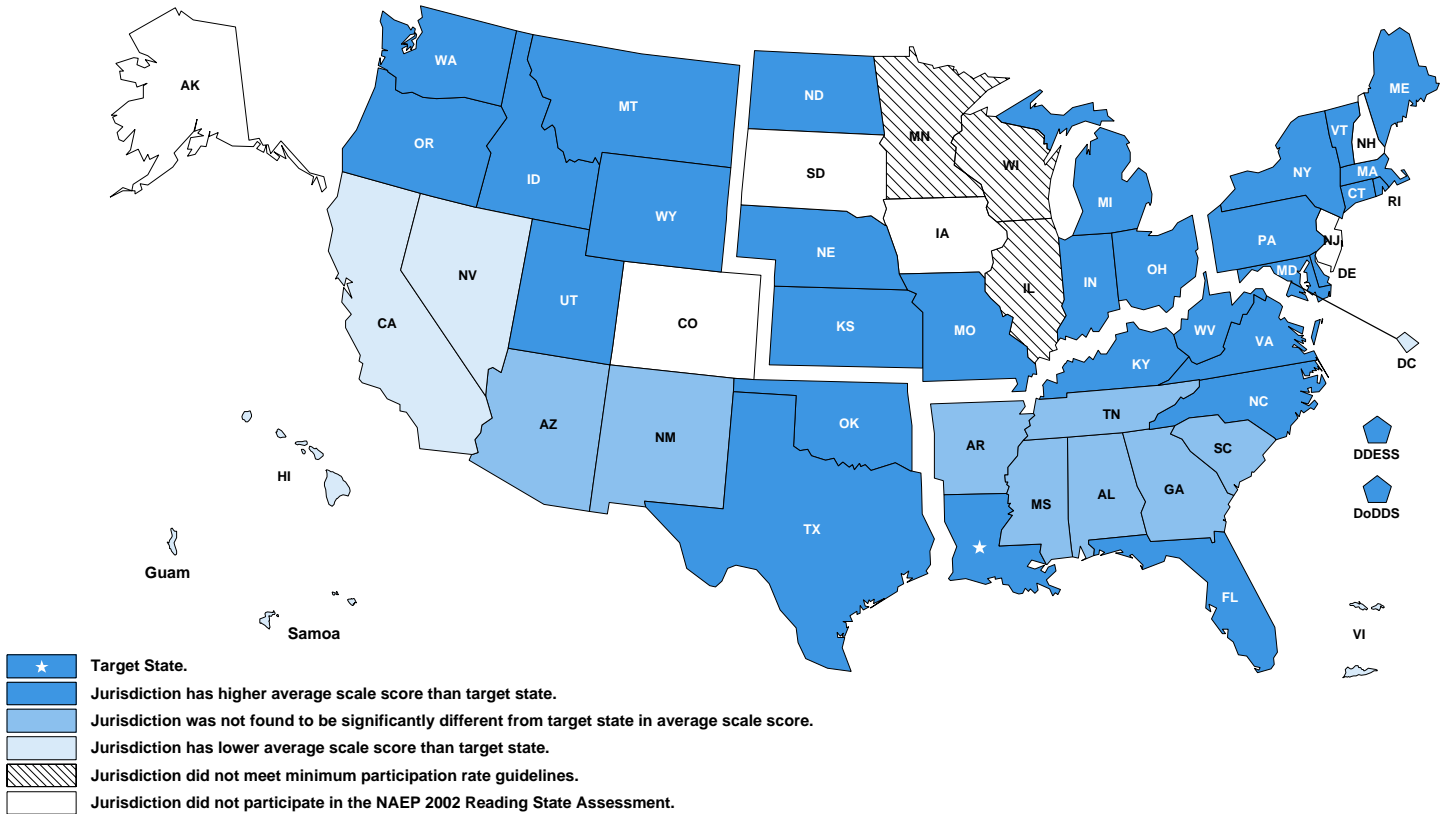 WA
AK
MT
ND
ME
OR
MN
VT
NH
ID
SD
WI
NY
MA
CT
RI
WY
MI
IA
PA
NJ
NE
OH
MD
DE
NV
IN
IL
UT
CA
CO
KS
MO
WV
VA
KY
DC
NC
TN
AZ
OK
NM
AR
SC
DDESS
HI
MS
AL
GA
DoDDS
TX
Guam
FL
Samoa
VI
Target State.
Jurisdiction has higher average scale score than target state.
Jurisdiction was not found to be significantly different from target state in average scale score.
Jurisdiction has lower average scale score than target state.
Jurisdiction did not meet minimum participation rate guidelines.
Jurisdiction did not participate in the NAEP 2002 Reading State Assessment.